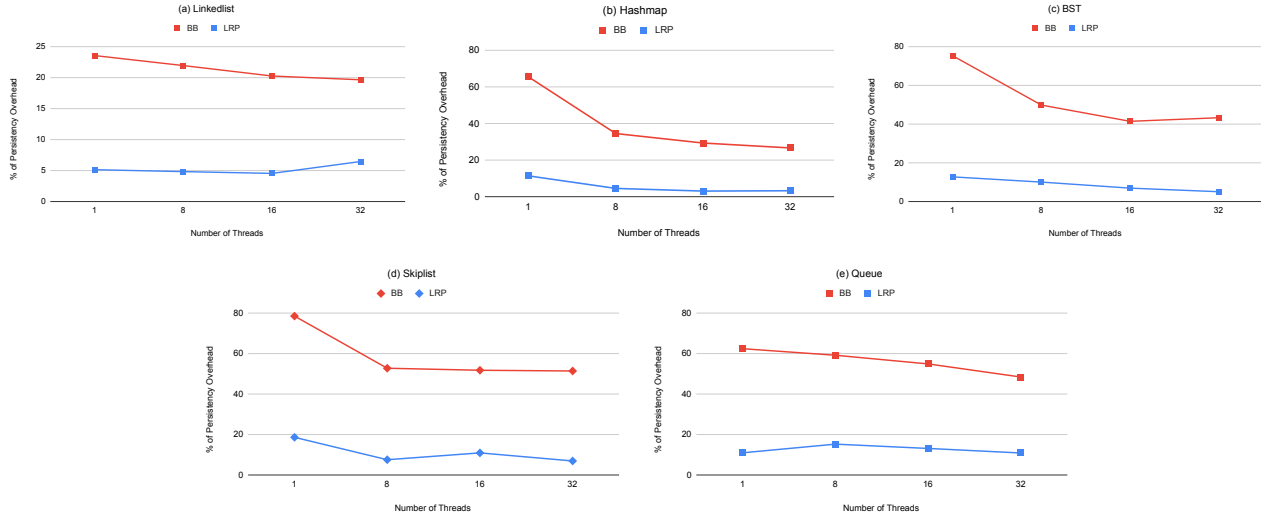 (a) Linkedlist
BB LRP
% of Persistency Overhead
25
20
15
10
5
0
1 8 16 32
Number of Threads
(b) Hashmap
BB LRP
% of Persistency Overhead
80
60
40
20
0
1 8 16 32
Number of Threads
(c) BST
BB LRP
% of Persistency Overhead
80
60
40
20
0
1 8 16 32
Number of Threads
(d) Skiplist
BB LRP
% of Persistency Overhead
80
60
40
20
0
1 8 16 32
Number of Threads
(e) Queue
BB LRP
% of Persistency Overhead
80
60
40
20
0
1 8 16 32
Number of Threads